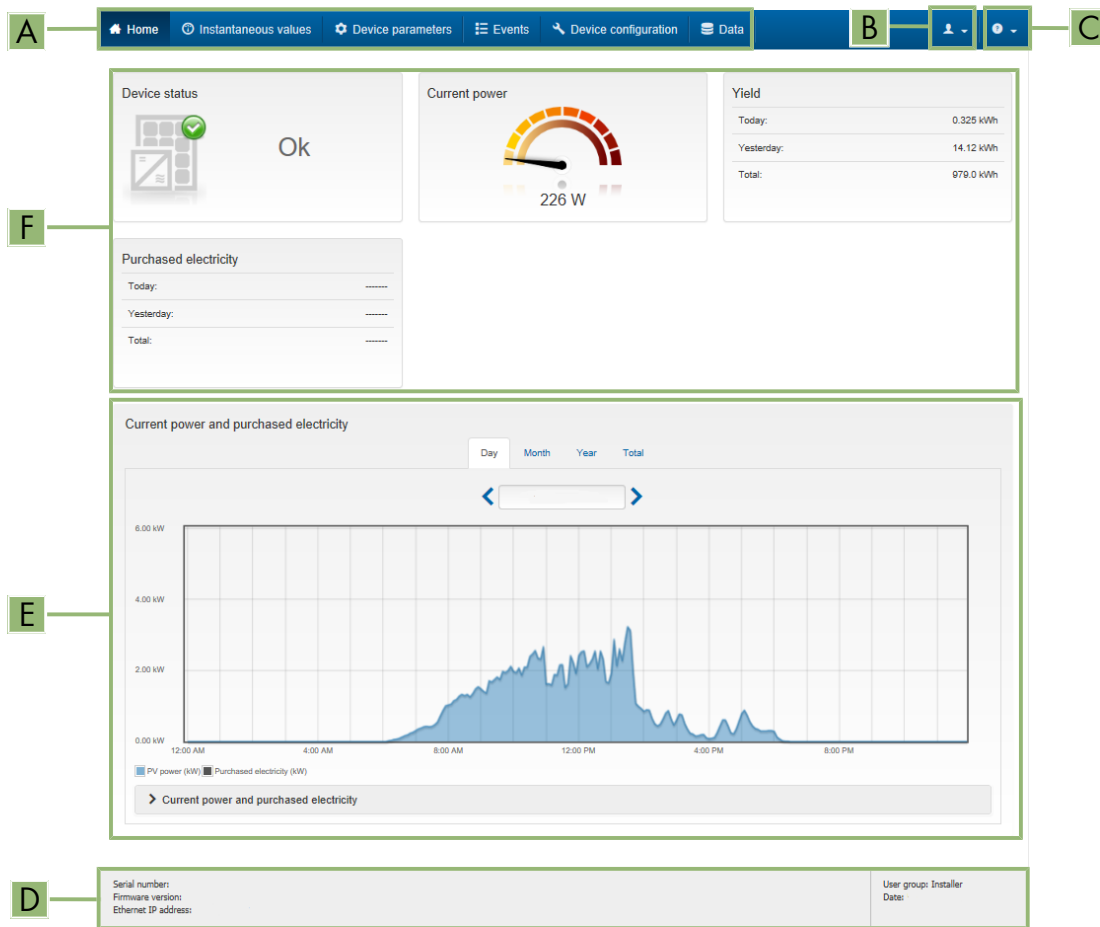 A
Home Instantaneous values Device parameters Events Device configuration Data
B
C
F
Device status
Ok
Current power
226 W
Yield
Today: 0.325 kWh
Yesterday: 14.12 kWh
Total: 979.0 kWh
Purchased electricity
Today: -------
Yesterday: -------
Total: -------
E
Current power and purchased electricity
Day Month Year Total
6.00 kW
4.00 kW
2.00 kW
0.00 kW
12:00 AM 4:00 AM 8:00 AM 12:00 PM 4:00 PM 8:00 PM
PV power (kW) Purchased electricity (kW)
Current power and purchased electricity
D
Serial number:
Firmware version:
Ethernet IP address:
User group: Installer
Date: